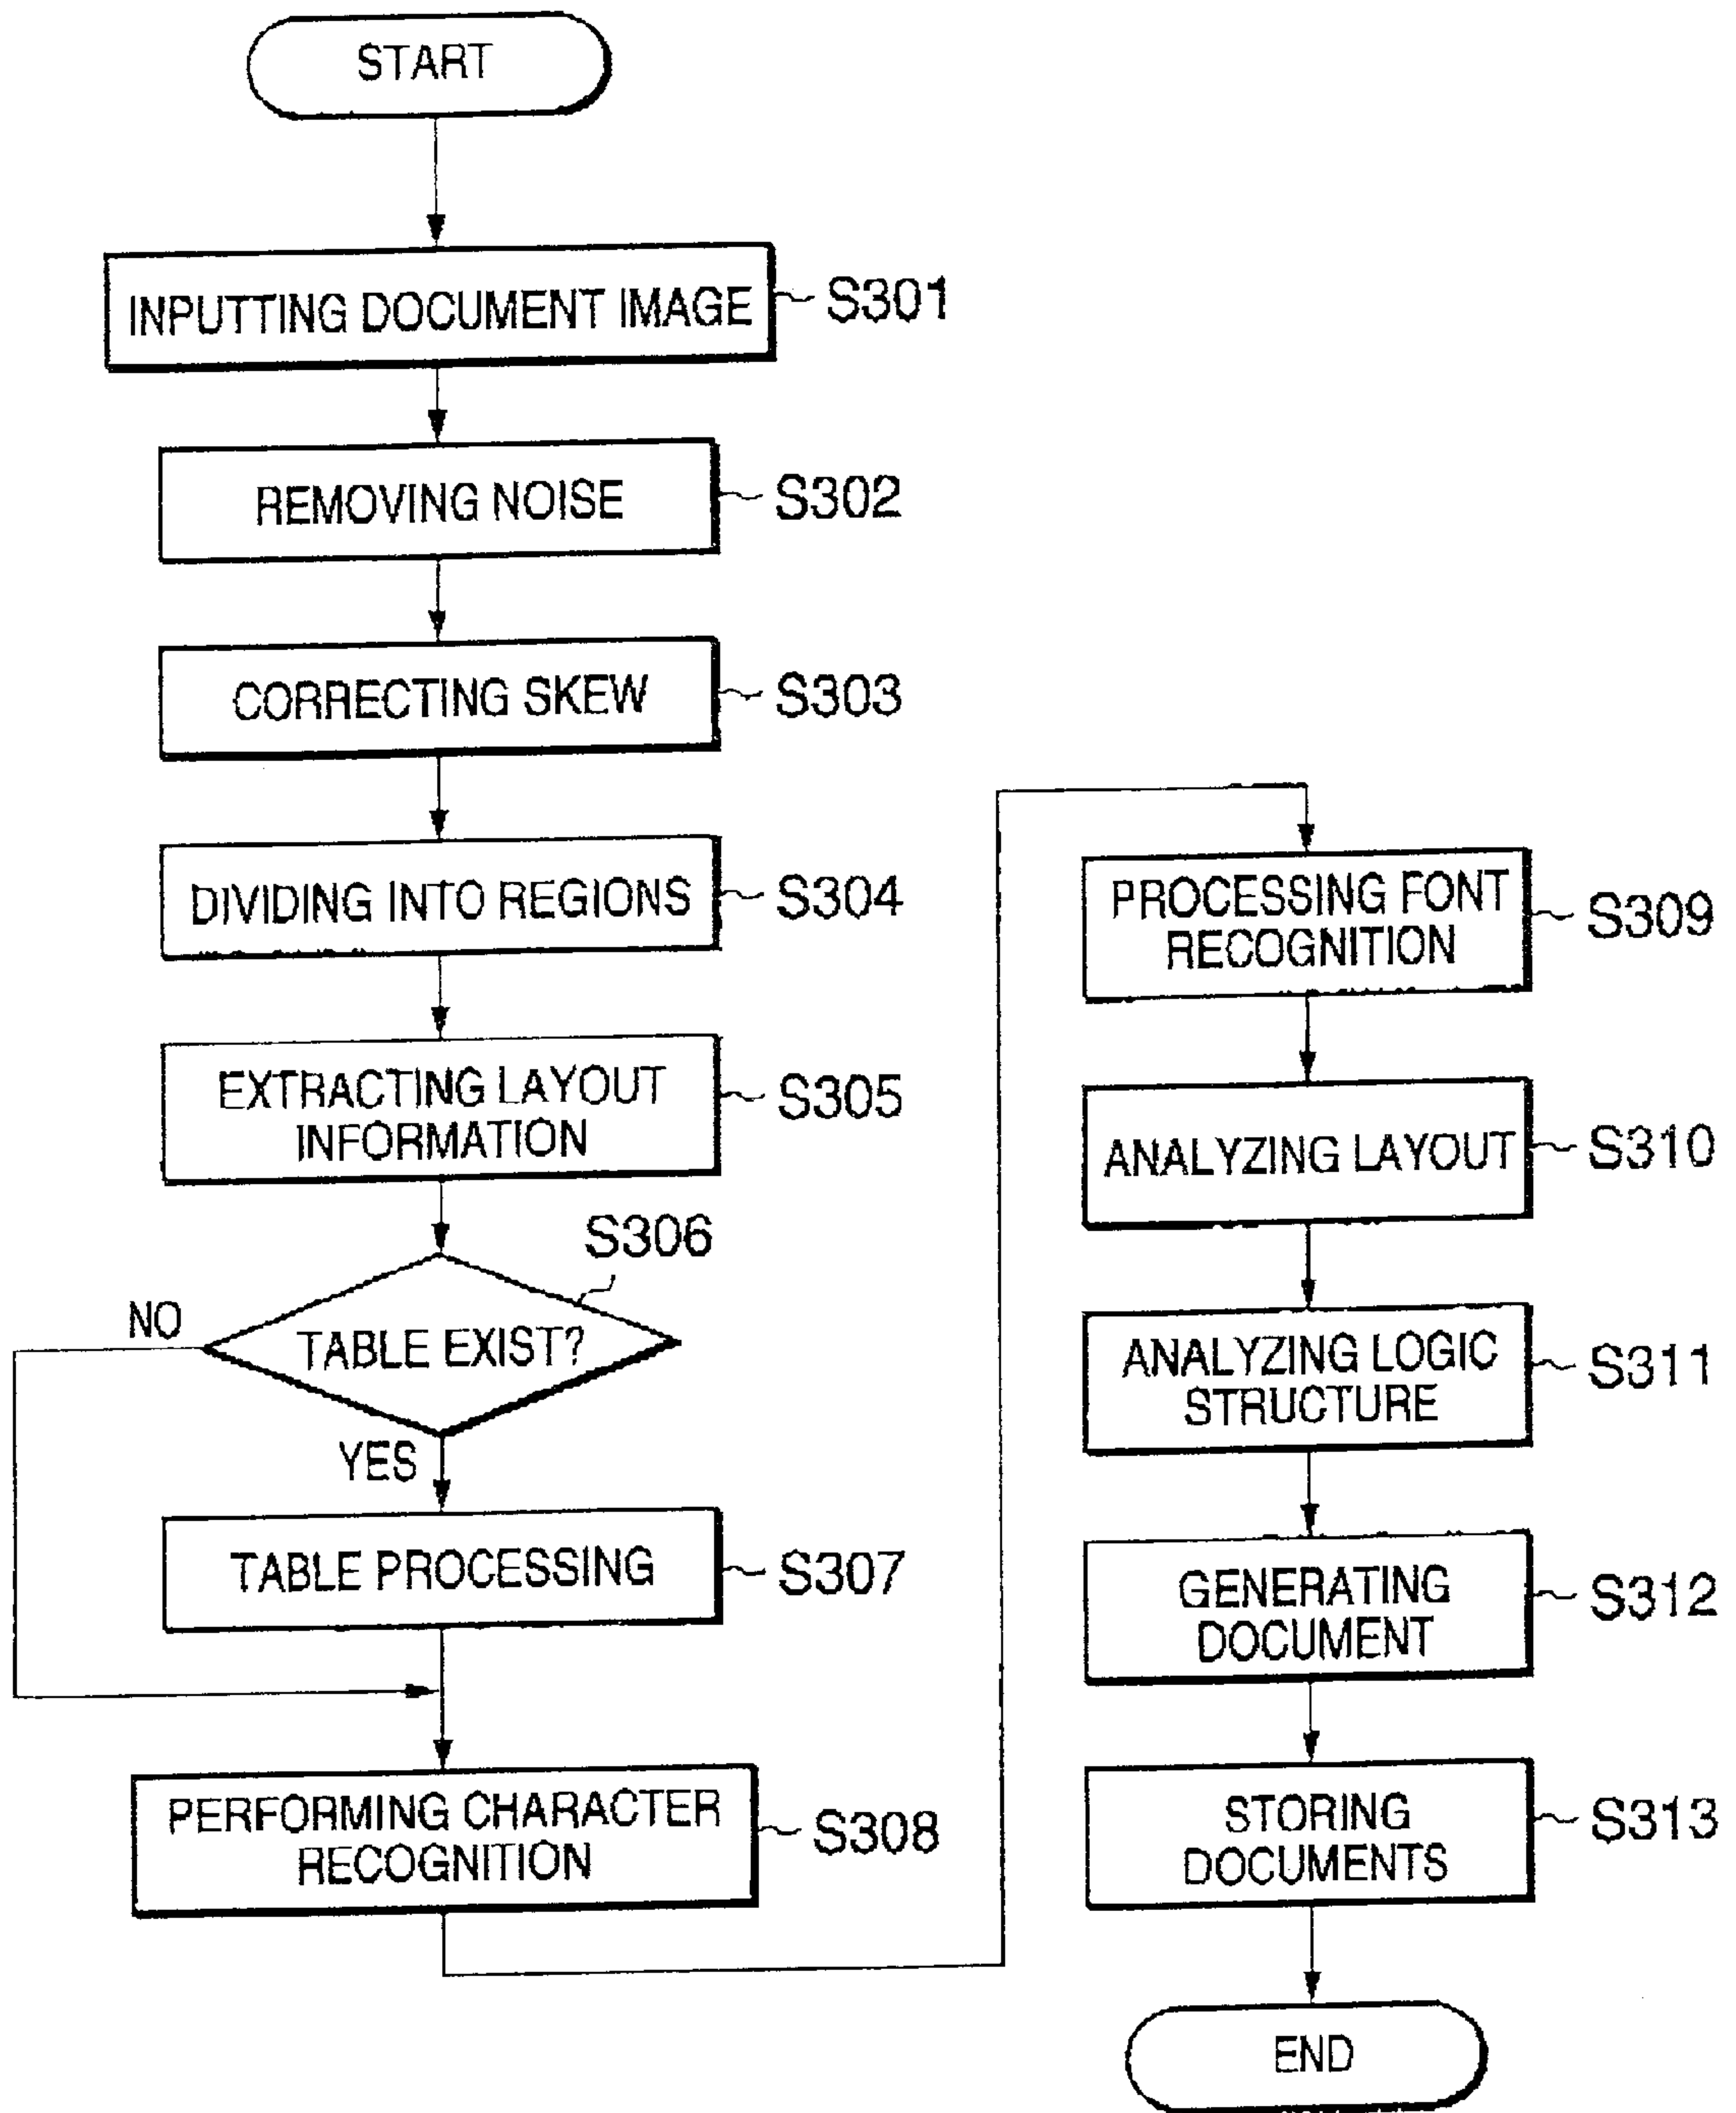 START
INPUTTING DOCUMENT IMAGE
S301
REMOVING NOISE
S302
CORRECTING SKEW
S303
DIVIDING INTO REGIONS
S304
EXTRACTING LAYOUT
INFORMATION
S305
S306
NO
TABLE EXIST?
YES
TABLE PROCESSING
S307
PERFORMING CHARACTER
RECOGNITION
S308
PROCESSING FONT
RECOGNITION
S309
ANALYZING LAYOUT
S310
ANALYZING LOGIC
STRUCTURE
S311
GENERATING
DOCUMENT
S312
STORING
DOCUMENTS
S313
END